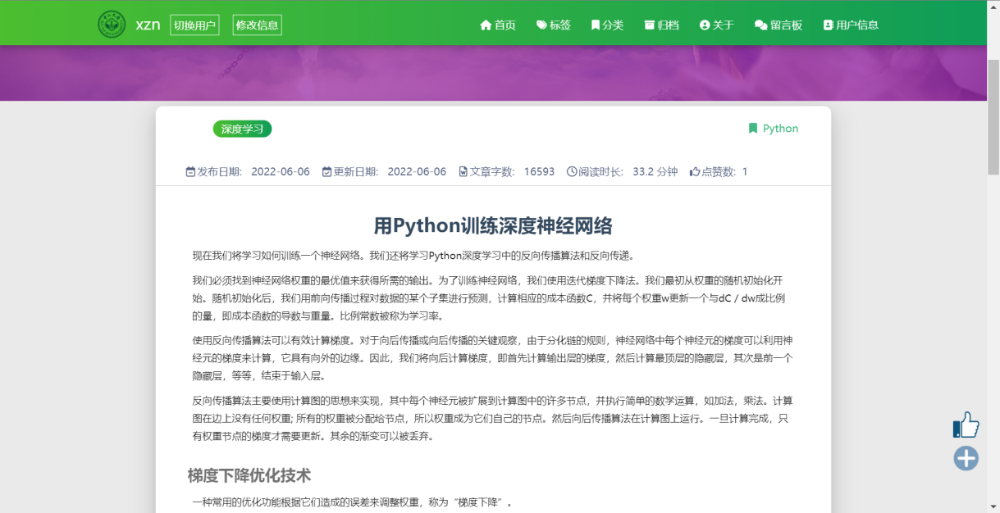 xzn 切换用户 修改信息 首页 标签 分类 归档 关于 留言板 用户信息
深度学习 Python
发布日期: 2022-06-06 更新日期: 2022-06-06 文章字数: 16593 阅读时长: 33.2 分钟 点赞数: 1
用Python训练深度神经网络
现在我们将学习如何训练一个神经网络。我们还将学习Python深度学习中的反向传播算法和反向传递。
我们必须找到神经网络权重的最优值来获得所需的输出。为了训练神经网络，我们使用迭代梯度下降法。我们最初从权重的随机初始化开
始。随机初始化后，我们用前向传播过程对数据的某个子集进行预测，计算相应的成本函数C，并将每个权重w更新一个与dC / dw成比例
的量，即成本函数的导数与重量。比例常数被称为学习率。
使用反向传播算法可以有效计算梯度。对于向后传播或向后传播的关键观察，由于分化链的规则，神经网络中每个神经元的梯度可以利用神
经元的梯度来计算，它具有向外的边缘。因此，我们将向后计算梯度，即首先计算输出层的梯度，然后计算最顶层的隐藏层，其次是前一个
隐藏层，等等，结束于输入层。
反向传播算法主要使用计算图的思想来实现，其中每个神经元被扩展到计算图中的许多节点，并执行简单的数学运算，如加法，乘法。计算
图在边上没有任何权重; 所有的权重被分配给节点，所以权重成为它们自己的节点。然后向后传播算法在计算图上运行。一旦计算完成，只
有权重节点的梯度才需要更新。其余的渐变可以被丢弃。
梯度下降优化技术
一种常用的优化功能根据它们造成的误差来调整权重，称为“梯度下降”。